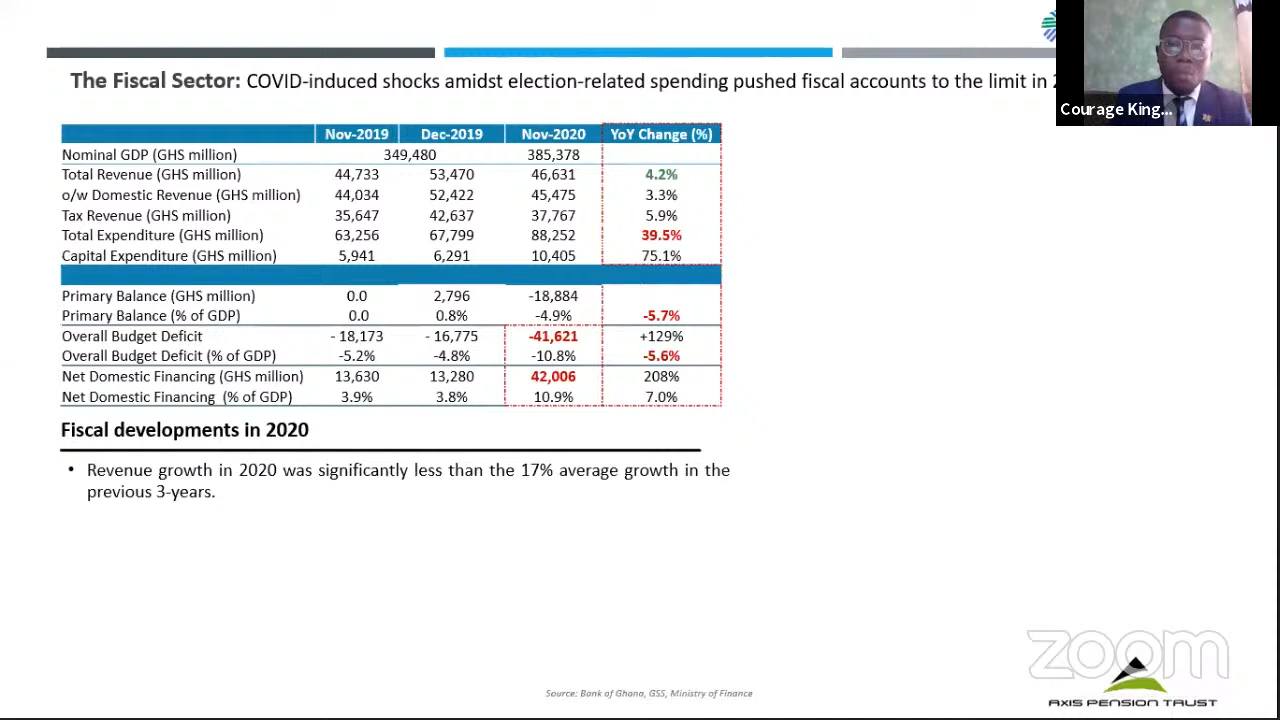 The Fiscal Sector: COVID-induced shocks amidst election-related spending pushed fiscal accounts to the limit in
Courage King...
Nov-2019 Dec-2019 Nov-2020 YoY Change (%)
Nominal GDP (GHS million) 349,480 385,378
Total Revenue (GHS million) 44,733 53,470 46,631 4.2%
o/w Domestic Revenue (GHS million) 44,034 52,422 45,475 3.3%
Tax Revenue (GHS million) 35,647 42,637 37,767 5.9%
Total Expenditure (GHS million) 63,256 67,799 88,252 39.5%
Capital Expenditure (GHS million) 5,941 6,291 10,405 75.1%
Primary Balance (GHS million) 0.0 2,796 -18,884
Primary Balance (% of GDP) 0.0 0.8% -4.9% -5.7%
Overall Budget Deficit - 18,173 - 16,775 -41,621 +129%
Overall Budget Deficit (% of GDP) -5.2% -4.8% -10.8% -5.6%
Net Domestic Financing (GHS million) 13,630 13,280 42,006 208%
Net Domestic Financing (% of GDP) 3.9% 3.8% 10.9% 7.0%
Fiscal developments in 2020
• Revenue growth in 2020 was significantly less than the 17% average growth in the
previous 3-years.
zoom
Source: Bank of Ghana, GSS, Ministry of Finance
AXIS PENSION TRUST